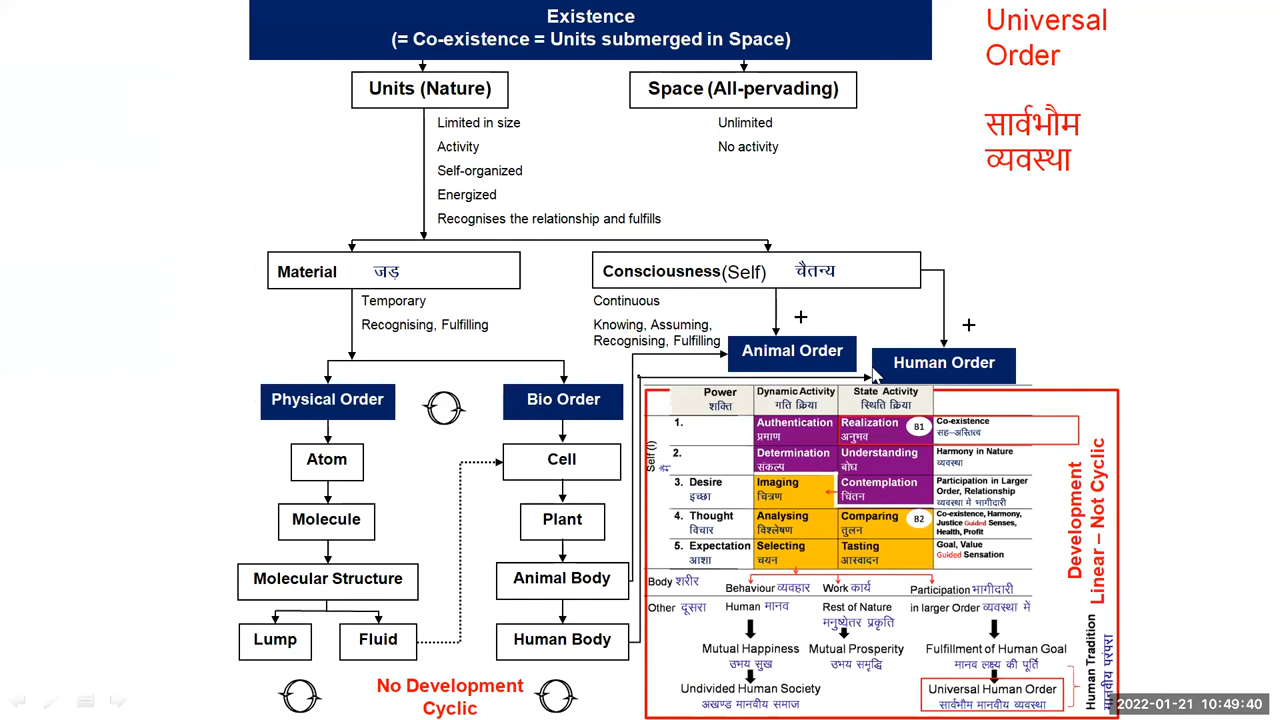 Existence
(= Co-existence = Units submerged in Space)
Universal
Order
सार्वभौम
व्यवस्था
Units (Nature)
Space (All-pervading)
Limited in size
Activity
Self-organized
Energized
Recognises the relationship and fulfills
Unlimited
No activity
Material जड़
Consciousness(Self) चैतन्य
Temporary
Recognising, Fulfilling
Continuous
Knowing, Assuming,
Recognising, Fulfilling
+
+
Animal Order
Human Order
Physical Order
Bio Order
Atom
Molecule
Molecular Structure
Lump
Fluid
Cell
Plant
Animal Body
Human Body
No Development
Cyclic
Power
शक्ति
Dynamic Activity
गति क्रिया
State Activity
स्थिति क्रिया
Self (I)
मैं
1.
Authentication
प्रमाण
Realization
अनुभव
B1
Co-existence
सह-अस्तित्व
2.
Determination
संकल्प
Understanding
बोध
Harmony in Nature
व्यवस्था
3. Desire
इच्छा
Imaging
चित्रण
Contemplation
चिंतन
Participation in Larger
Order, Relationship
व्यवस्था में भागीदारी
4. Thought
विचार
Analysing
विश्लेषण
Comparing
तुलन
B2
Co-existence, Harmony,
Justice Guided Senses,
Health, Profit
5. Expectation
आशा
Selecting
चयन
Tasting
आस्वादन
Goal, Value
Guided Sensation
Body शरीर
Behaviour व्यवहार
Work कार्य
Participation भागीदारी
Other दूसरा
Human मानव
Rest of Nature
मनुष्येतर प्रकृति
in larger Order व्यवस्था में
Mutual Happiness
उभय सुख
Mutual Prosperity
उभय समृद्धि
Fulfillment of Human Goal
मानव लक्ष्य की पूर्ति
Undivided Human Society
अखण्ड मानवीय समाज
Universal Human Order
सार्वभौम मानवीय व्यवस्था
Development
Linear – Not Cyclic
Human Tradition
मानवीय परंपरा
2022-01-21 10:49:40